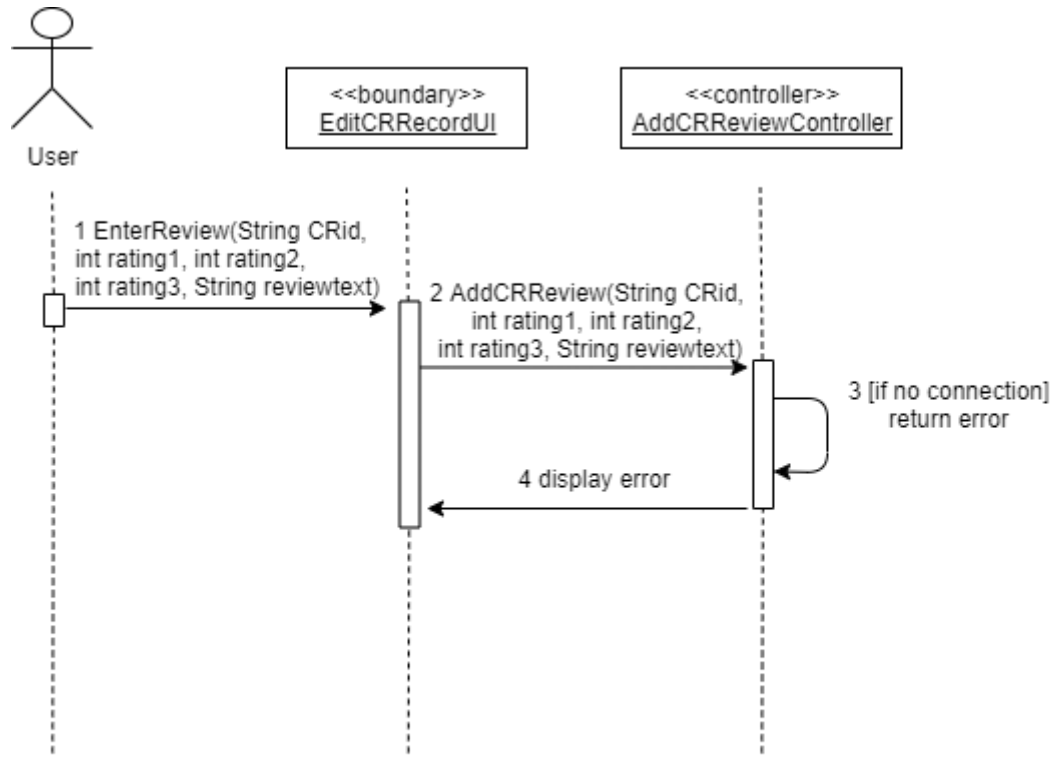 <<boundary>>
EditCRRecordUI
<<controller>>
AddCRReviewController
User
1 EnterReview(String CRid,
int rating1, int rating2,
int rating3, String reviewtext)
2 AddCRReview(String CRid,
int rating1, int rating2,
int rating3, String reviewtext)
3 [if no connection]
return error
4 display error